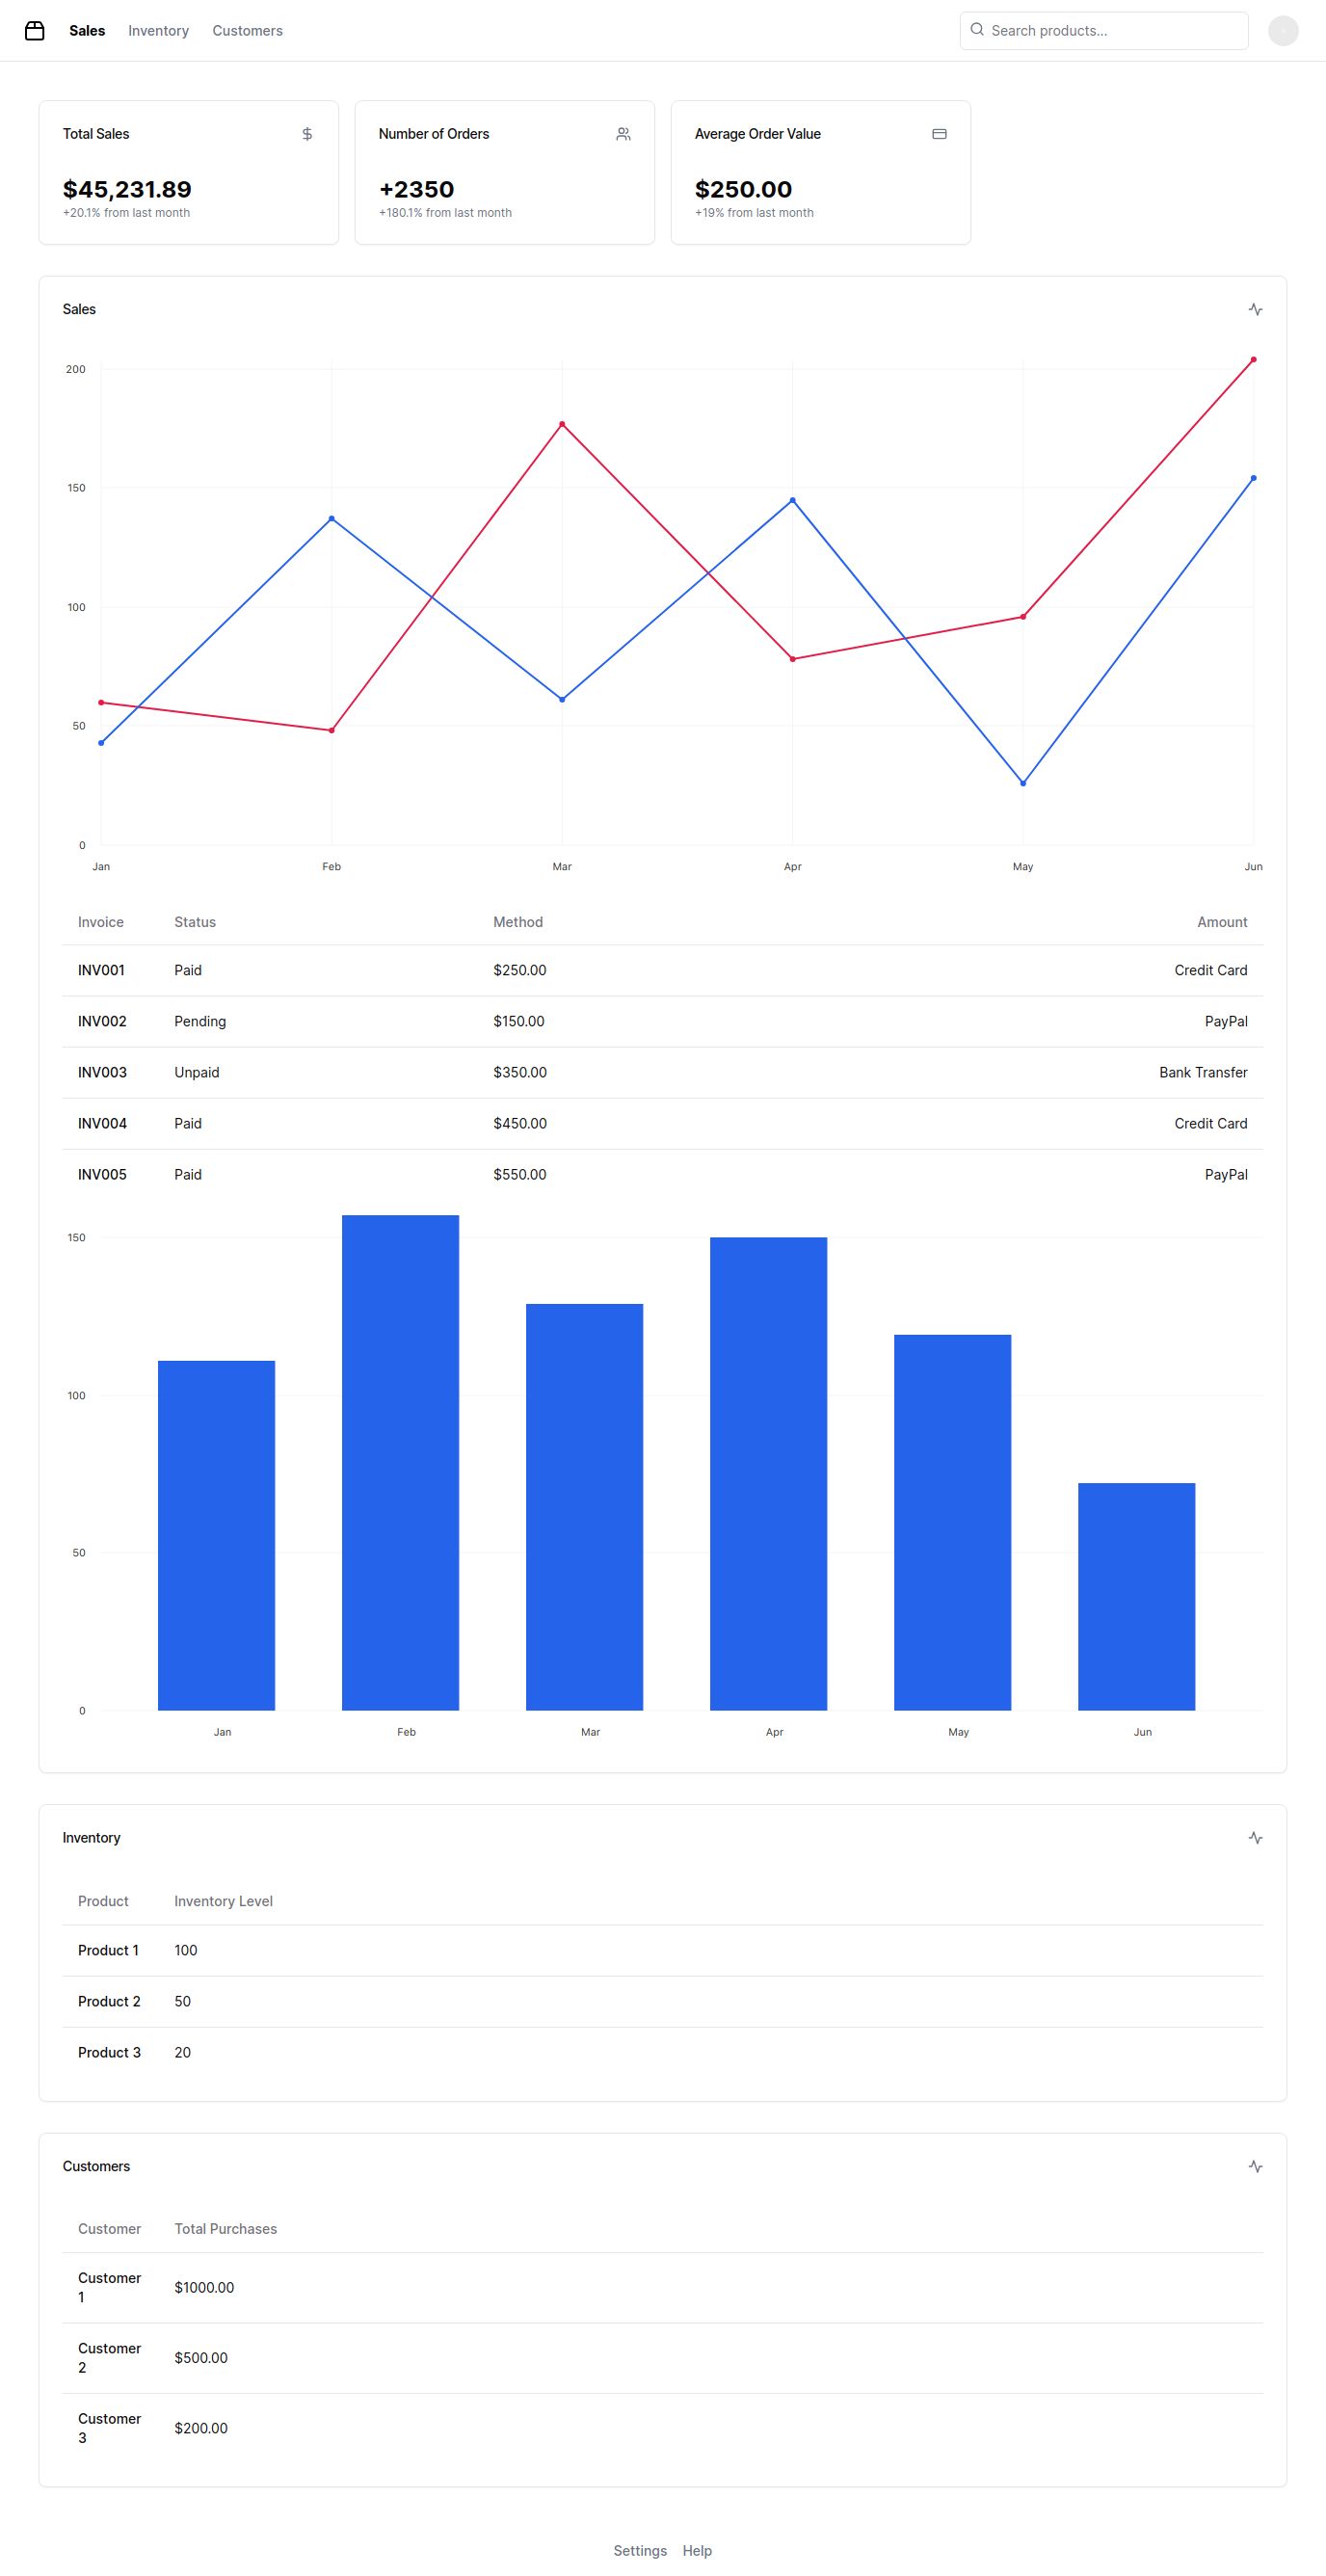 Sales Inventory Customers Search products...
Total Sales
$45,231.89
+20.1% from last month
Number of Orders
+2350
+180.1% from last month
Average Order Value
$250.00
+19% from last month
Sales
200
150
100
50
0
Jan Feb Mar Apr May Jun
Invoice Status Method Amount
INV001 Paid $250.00 Credit Card
INV002 Pending $150.00 PayPal
INV003 Unpaid $350.00 Bank Transfer
INV004 Paid $450.00 Credit Card
INV005 Paid $550.00 PayPal
150
100
50
0
Jan Feb Mar Apr May Jun
Inventory
Product Inventory Level
Product 1 100
Product 2 50
Product 3 20
Customers
Customer Total Purchases
Customer 1 $1000.00
Customer 2 $500.00
Customer 3 $200.00
Settings Help